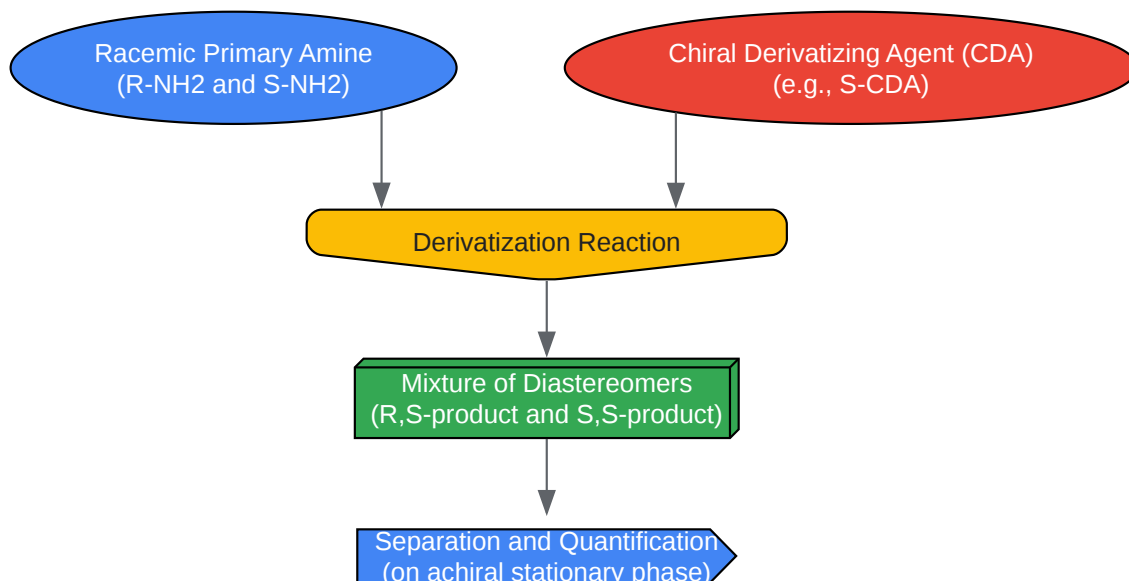 Racemic Primary Amine
(R-NH2 and S-NH2)
Chiral Derivatizing Agent (CDA)
(e.g., S-CDA)
Derivatization Reaction
Mixture of Diastereomers
(R,S-product and S,S-product)
Separation and Quantification
(on achiral stationary phase)